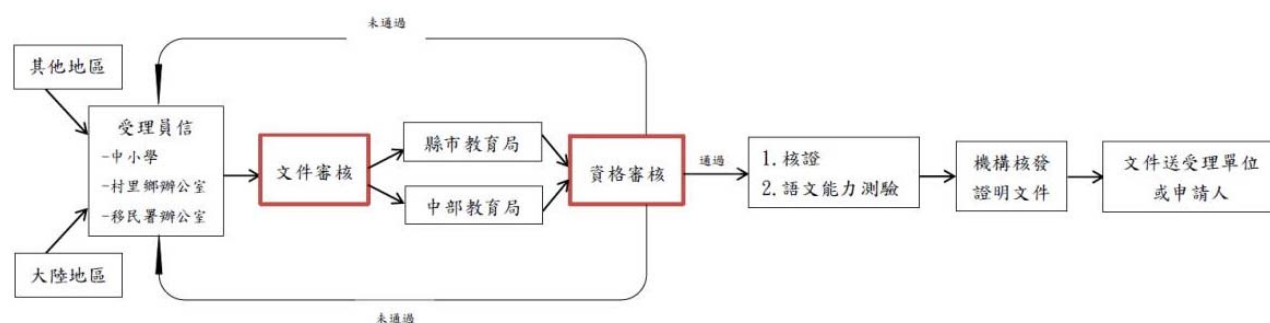 未通過
其他地區
受理員信
-中小學
-村里鄉辦公室
-移民署辦公室
大陸地區
文件審核
縣市教育局
中部教育局
資格審核
通過
1. 核證
2. 語文能力測驗
機構核發
證明文件
文件送受理單位
或申請人
未通過